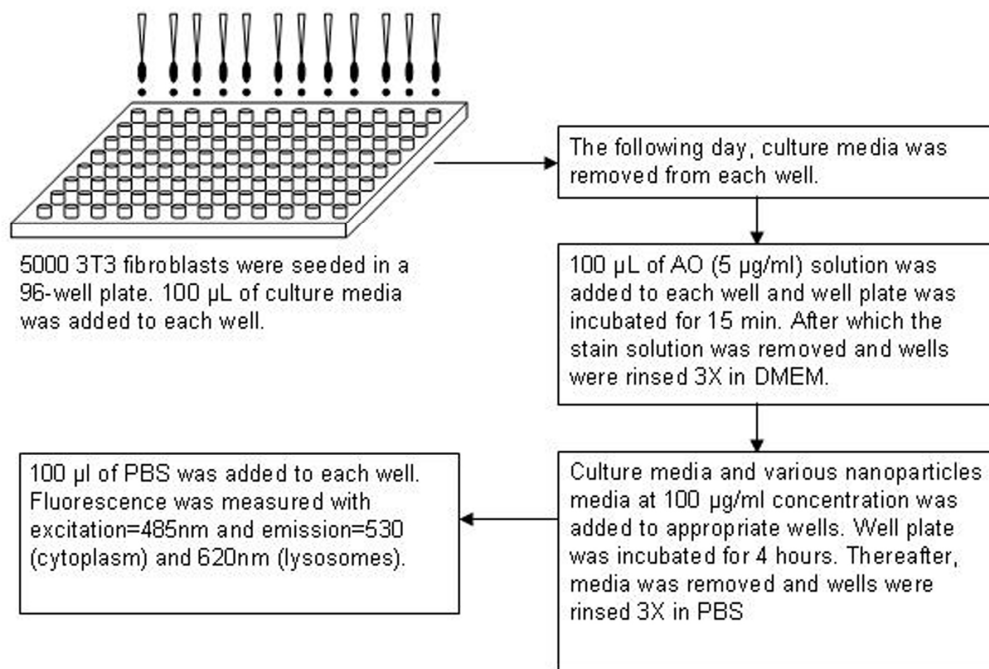 5000 3T3 fibroblasts were seeded in a
96-well plate. 100 µL of culture media
was added to each well.
The following day, culture media was
removed from each well.
100 µL of AO (5 µg/ml) solution was
added to each well and well plate was
incubated for 15 min. After which the
stain solution was removed and wells
were rinsed 3X in DMEM.
Culture media and various nanoparticles
media at 100 µg/ml concentration was
added to appropriate wells. Well plate
was incubated for 4 hours. Thereafter,
media was removed and wells were
rinsed 3X in PBS
100 µl of PBS was added to each well.
Fluorescence was measured with
excitation=485nm and emission=530
(cytoplasm) and 620nm (lysosomes).